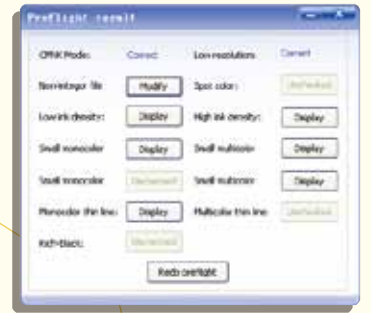 Preflight result
CMYK Mode: Correct Low resolution: Correct
Non-integer file Modify Spot color: Unchecked
Low ink density: Display High ink density: Display
Small monocolor Display Small multicolor Display
Small monocolor Unchecked Small multicolor Display
Monocolor thin line: Display Multicolor thin line Unchecked
Rich-Black: Unchecked
Redo preflight